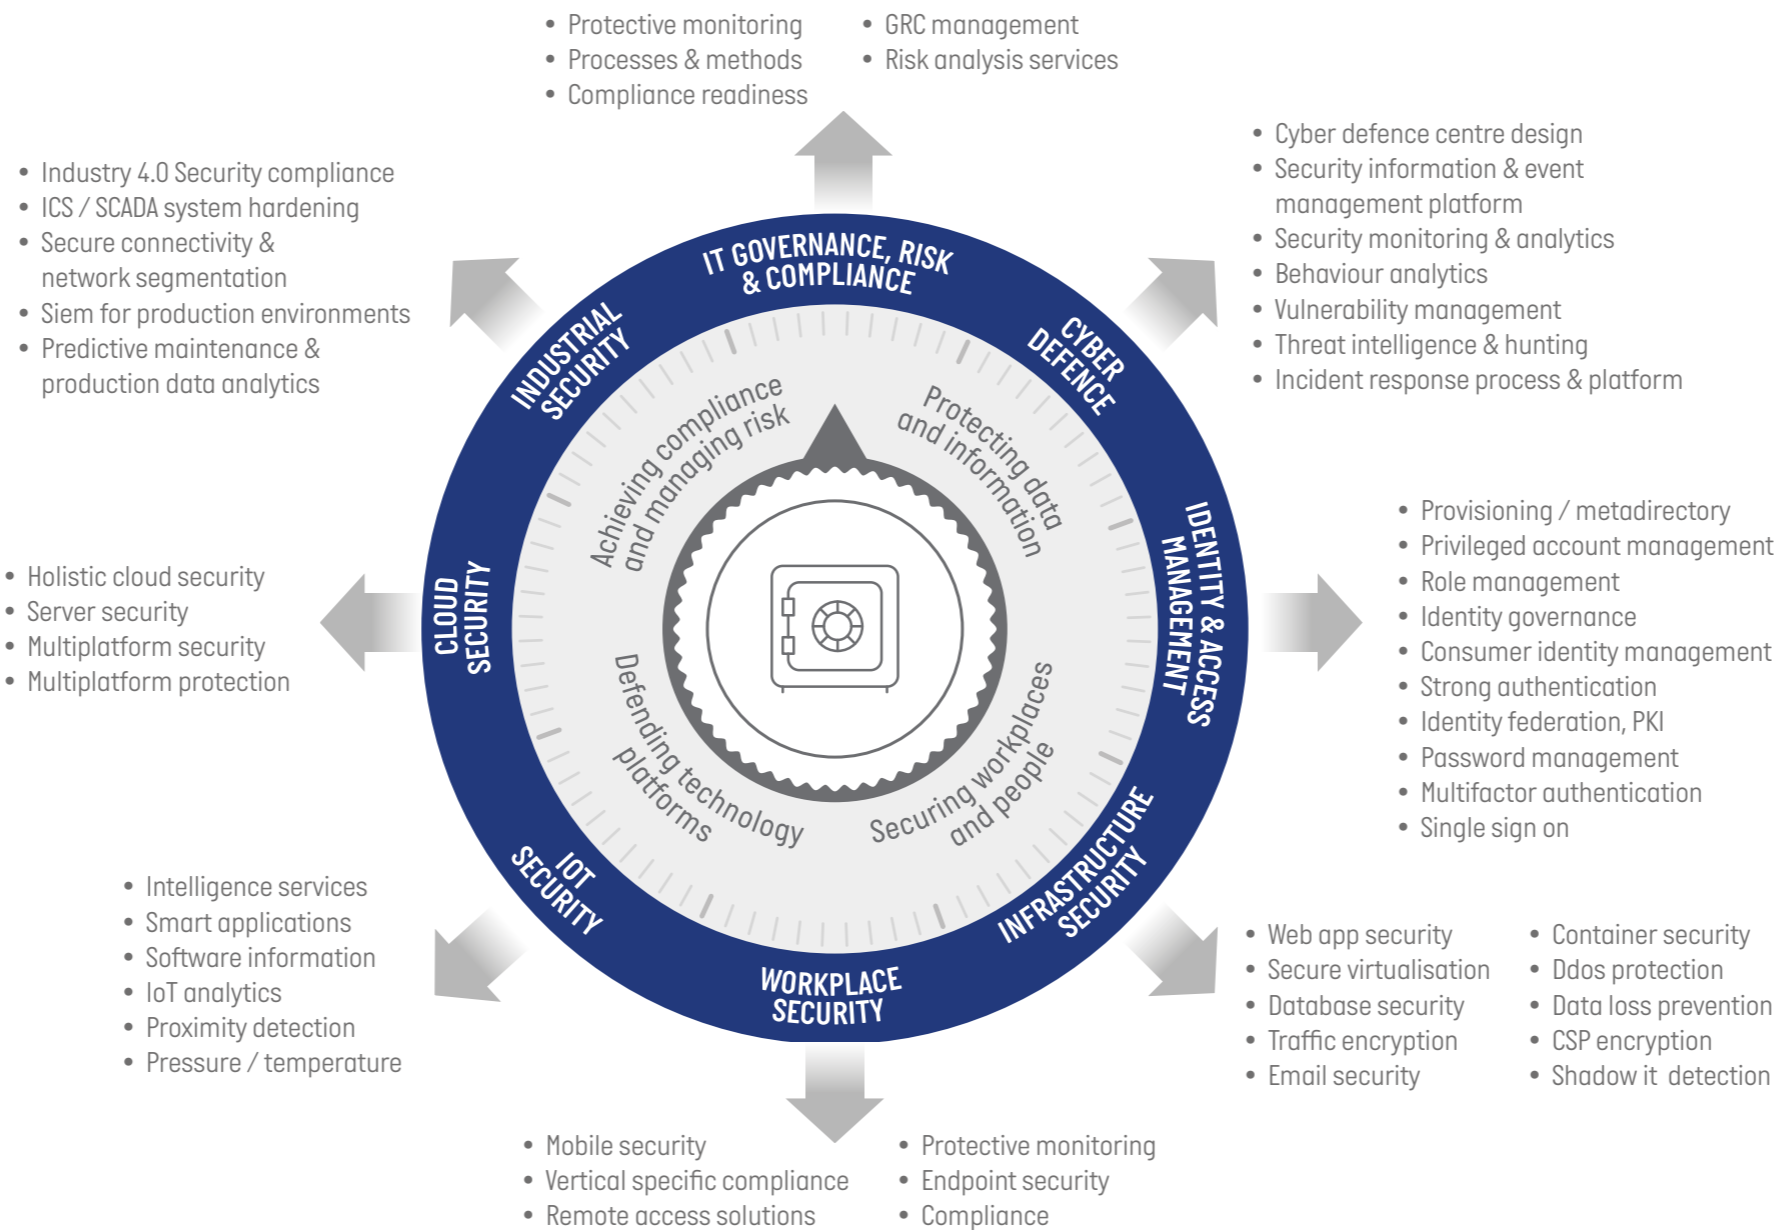 • Protective monitoring
• Processes & methods
• Compliance readiness
• GRC management
• Risk analysis services
• Cyber defence centre design
• Security information & event
management platform
• Security monitoring & analytics
• Behaviour analytics
• Vulnerability management
• Threat intelligence & hunting
• Incident response process & platform
• Industry 4.0 Security compliance
• ICS / SCADA system hardening
• Secure connectivity &
network segmentation
• Siem for production environments
• Predictive maintenance &
production data analytics
IT GOVERNANCE, RISK
& COMPLIANCE
INDUSTRIAL
SECURITY
CYBER
DEFENCE
Achieving compliance
and managing risk
Protecting data
and information
IDENTITY & ACCESS
MANAGEMENT
• Provisioning / metadirectory
• Privileged account management
• Role management
• Identity governance
• Consumer identity management
• Strong authentication
• Identity federation, PKI
• Password management
• Multifactor authentication
• Single sign on
• Holistic cloud security
• Server security
• Multiplatform security
• Multiplatform protection
CLOUD
SECURITY
Defending technology
platforms
Securing workplaces
and people
INFRASTRUCTURE
SECURITY
IOT
SECURITY
WORKPLACE
SECURITY
• Intelligence services
• Smart applications
• Software information
• IoT analytics
• Proximity detection
• Pressure / temperature
• Web app security
• Secure virtualisation
• Database security
• Traffic encryption
• Email security
• Container security
• Ddos protection
• Data loss prevention
• CSP encryption
• Shadow it detection
• Mobile security
• Vertical specific compliance
• Remote access solutions
• Protective monitoring
• Endpoint security
• Compliance